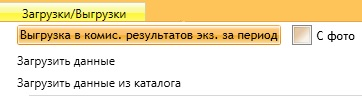 Загрузки/Выгрузки
Выгрузка в комис. результатов экз. за период С фото
Загрузить данные
Загрузить данные из каталога